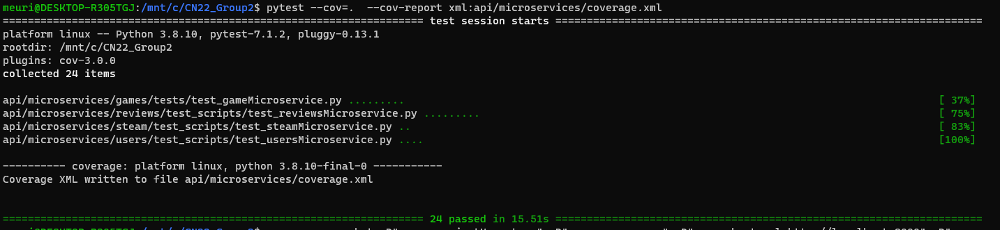 meuri@DESKTOP-R305TGJ:/mnt/c/CN22_Group2$ pytest --cov=. --cov-report xml:api/microservices/coverage.xml
============================= test session starts =============================
platform linux -- Python 3.8.10, pytest-7.1.2, pluggy-0.13.1
rootdir: /mnt/c/CN22_Group2
plugins: cov-3.0.0
collected 24 items
api/microservices/games/tests/test_gameMicroservice.py ......... [ 37%]
api/microservices/reviews/test_scripts/test_reviewsMicroservice.py ......... [ 75%]
api/microservices/steam/test_scripts/test_steamMicroservice.py .. [ 83%]
api/microservices/users/test_scripts/test_usersMicroservice.py .... [100%]
---------- coverage: platform linux, python 3.8.10-final-0 -----------
Coverage XML written to file api/microservices/coverage.xml
============================= 24 passed in 15.51s =============================